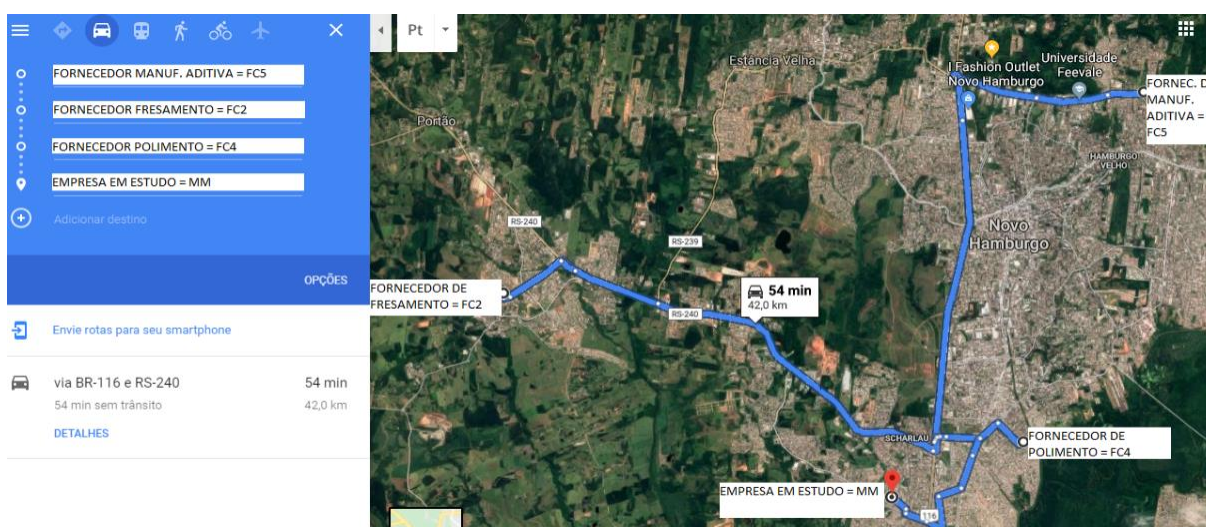 FORNECEDOR MANUF. ADITIVA = FC5
FORNECEDOR FRESAMENTO = FC2
FORNECEDOR POLIMENTO = FC4
EMPRESA EM ESTUDO = MM
Adicionar destino
OPÇÕES
Envie rotas para seu smartphone
via BR-116 e RS-240 54 min
54 min sem trânsito 42,0 km
DETALHES
Pt
Estância Velha
I Fashion Outlet
Novo Hamburgo
Universidade
Feevale
FORNEC. D
MANUF.
ADITIVA =
FC5
Portão
HAMBURGO
VELHO
RS-240
RS-239
Novo
Hamburgo
FORNECEDOR DE
FRESAMENTO = FC2
54 min
42,0 km
RS-240
SCHARLAU
FORNECEDOR DE
POLIMENTO = FC4
EMPRESA EM ESTUDO = MM
116